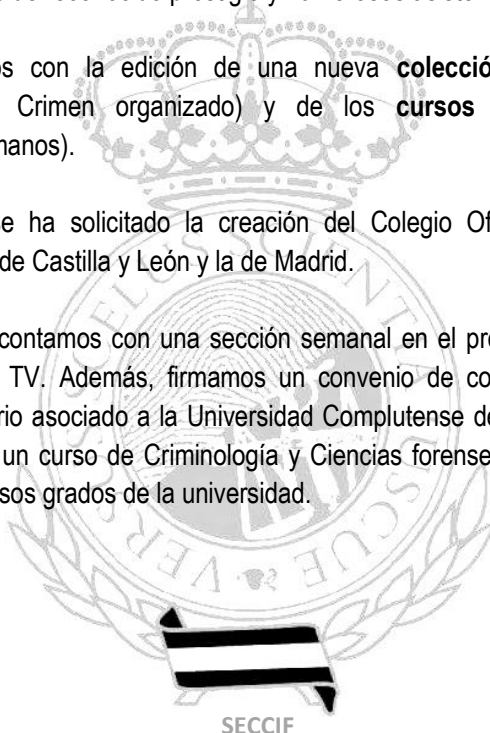 os con la edición de una nueva colecció
Crimen organizado) y de los cursos
manos).
se ha solicitado la creación del Colegio Of
de Castilla y León y la de Madrid.
contamos con una sección semanal en el pr
TV. Además, firmamos un convenio de co
rio asociado a la Universidad Complutense d
un curso de Criminología y Ciencias forense
sos grados de la universidad.
SECCIF